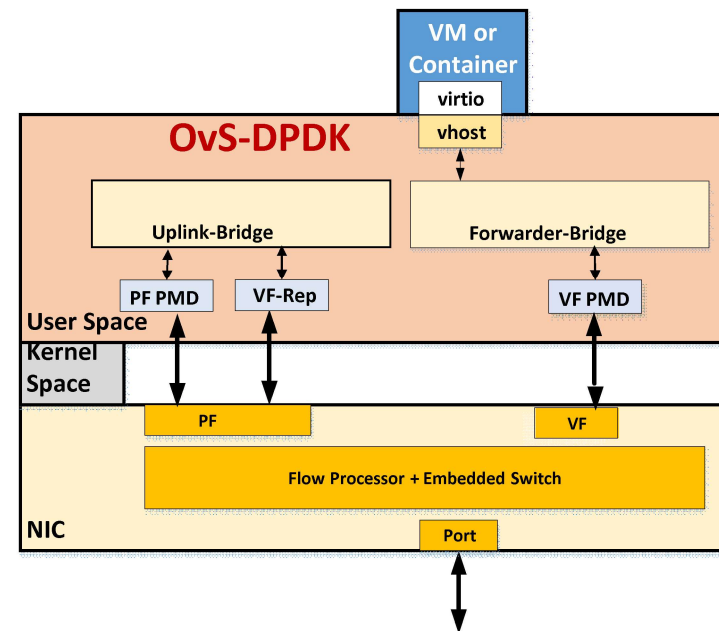 VM or
Container
virtio
OvS-DPDK
vhost
Uplink-Bridge
Forwarder-Bridge
PF PMD
VF-Rep
VF PMD
User Space
Kernel
Space
PF
VF
Flow Processor + Embedded Switch
NIC
Port